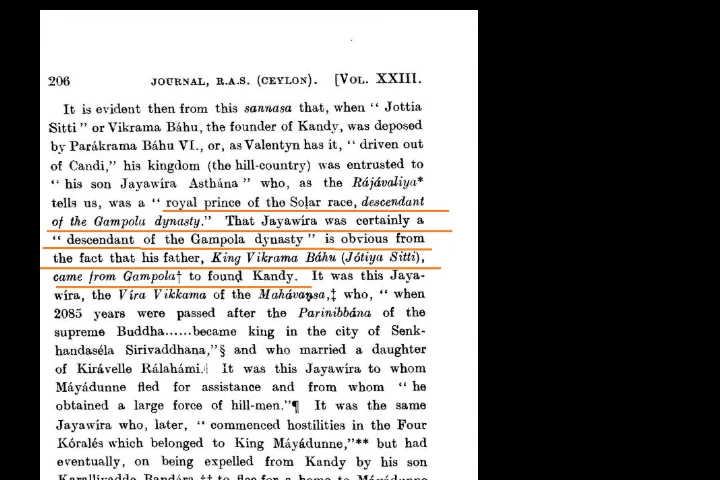 206 JOURNAL, R.A.S. (CEYLON). [VOL. XXIII.
It is evident then from this sannasa that, when “ Jottia
Sitti ” or Vikrama Báhu, the founder of Kandy, was deposed
by Parákrama Báhu VI., or, as Valentyn has it, “ driven out
of Candi,” his kingdom (the hill-country) was entrusted to
“ his son Jayawíra Asthána ” who, as the Rájávaliya*
tells us, was a “ royal prince of the Solar race, descendant
of the Gampola dynasty.” That Jayawíra was certainly a
“ descendant of the Gampola dynasty ” is obvious from
the fact that his father, King Vikrama Báhu (Jótiya Sitti),
came from Gampola† to found Kandy. It was this Jaya-
wíra, the Víra Vikkama of the Mahávaṇsa,‡ who, “ when
2085 years were passed after the Parinibbána of the
supreme Buddha......became king in the city of Senk-
handaséla Sirivaddhana,”§ and who married a daughter
of Kirávelle Rálahámi.‖ It was this Jayawíra to whom
Máyádunne fled for assistance and from whom “ he
obtained a large force of hill-men.”¶ It was the same
Jayawíra who, later, “ commenced hostilities in the Four
Kóralés which belonged to King Máyádunne,”** but had
eventually, on being expelled from Kandy by his son
Karalliyadde Bandára,†† to flee for a home to Máyádunne